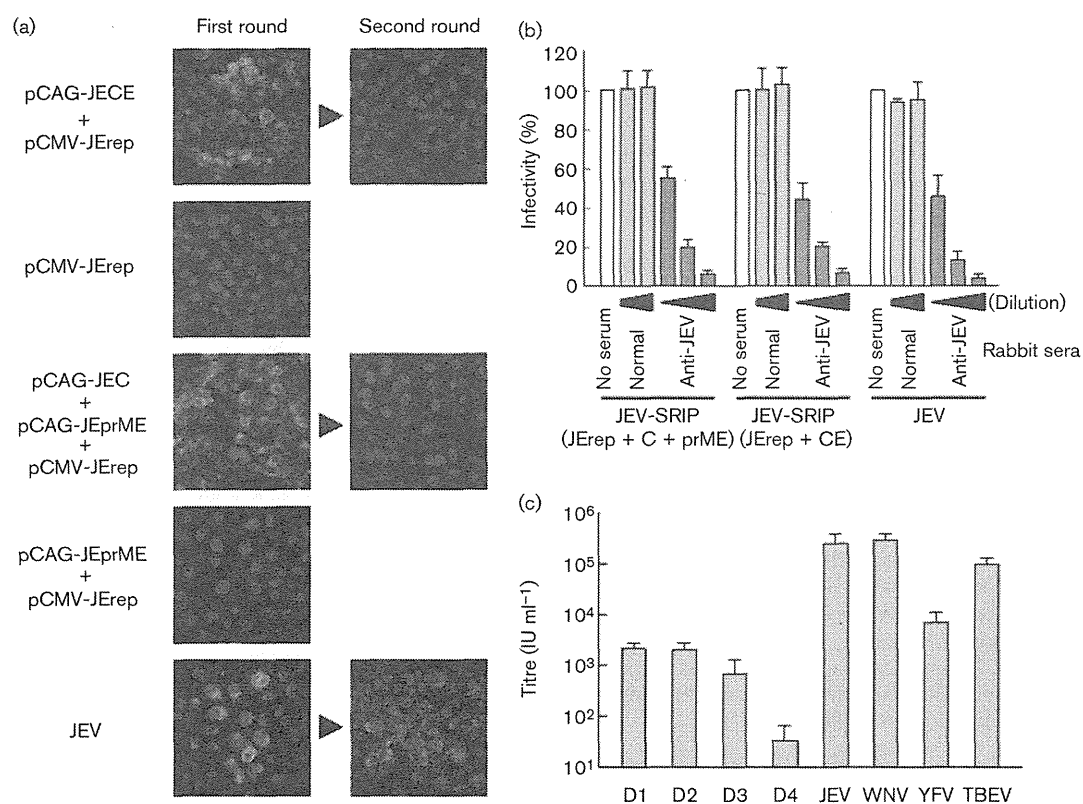 (a)
First round
Second round
pCAG-JECE
+
pCMV-JErep
pCMV-JErep
pCAG-JEC
+
pCAG-JEprME
+
pCMV-JErep
pCAG-JEprME
+
pCMV-JErep
JEV
(b)
120
100
80
60
40
20
0
Infectivity (%)
(Dilution)
No serum
Normal
Anti-JEV
No serum
Normal
Anti-JEV
No serum
Normal
Anti-JEV
Rabbit sera
JEV-SRIP
(JErep + C + prME)
JEV-SRIP
(JErep + CE)
JEV
(c)
10⁶
10⁵
10⁴
10³
10²
10¹
Titre (IU ml⁻¹)
D1 D2 D3 D4 JEV WNV YFV TBEV